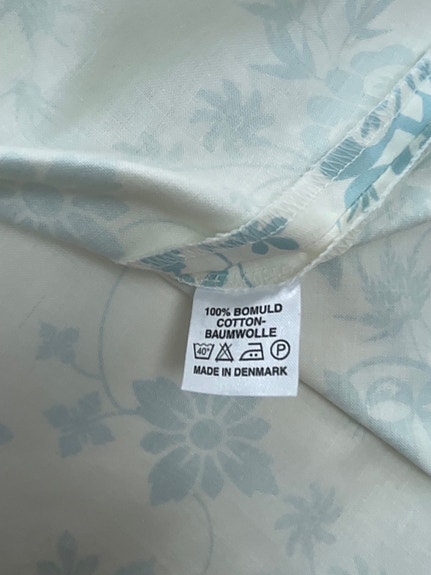 100% BOMULD
COTTON-
BAUMWOLLE
40° P
MADE IN DENMARK